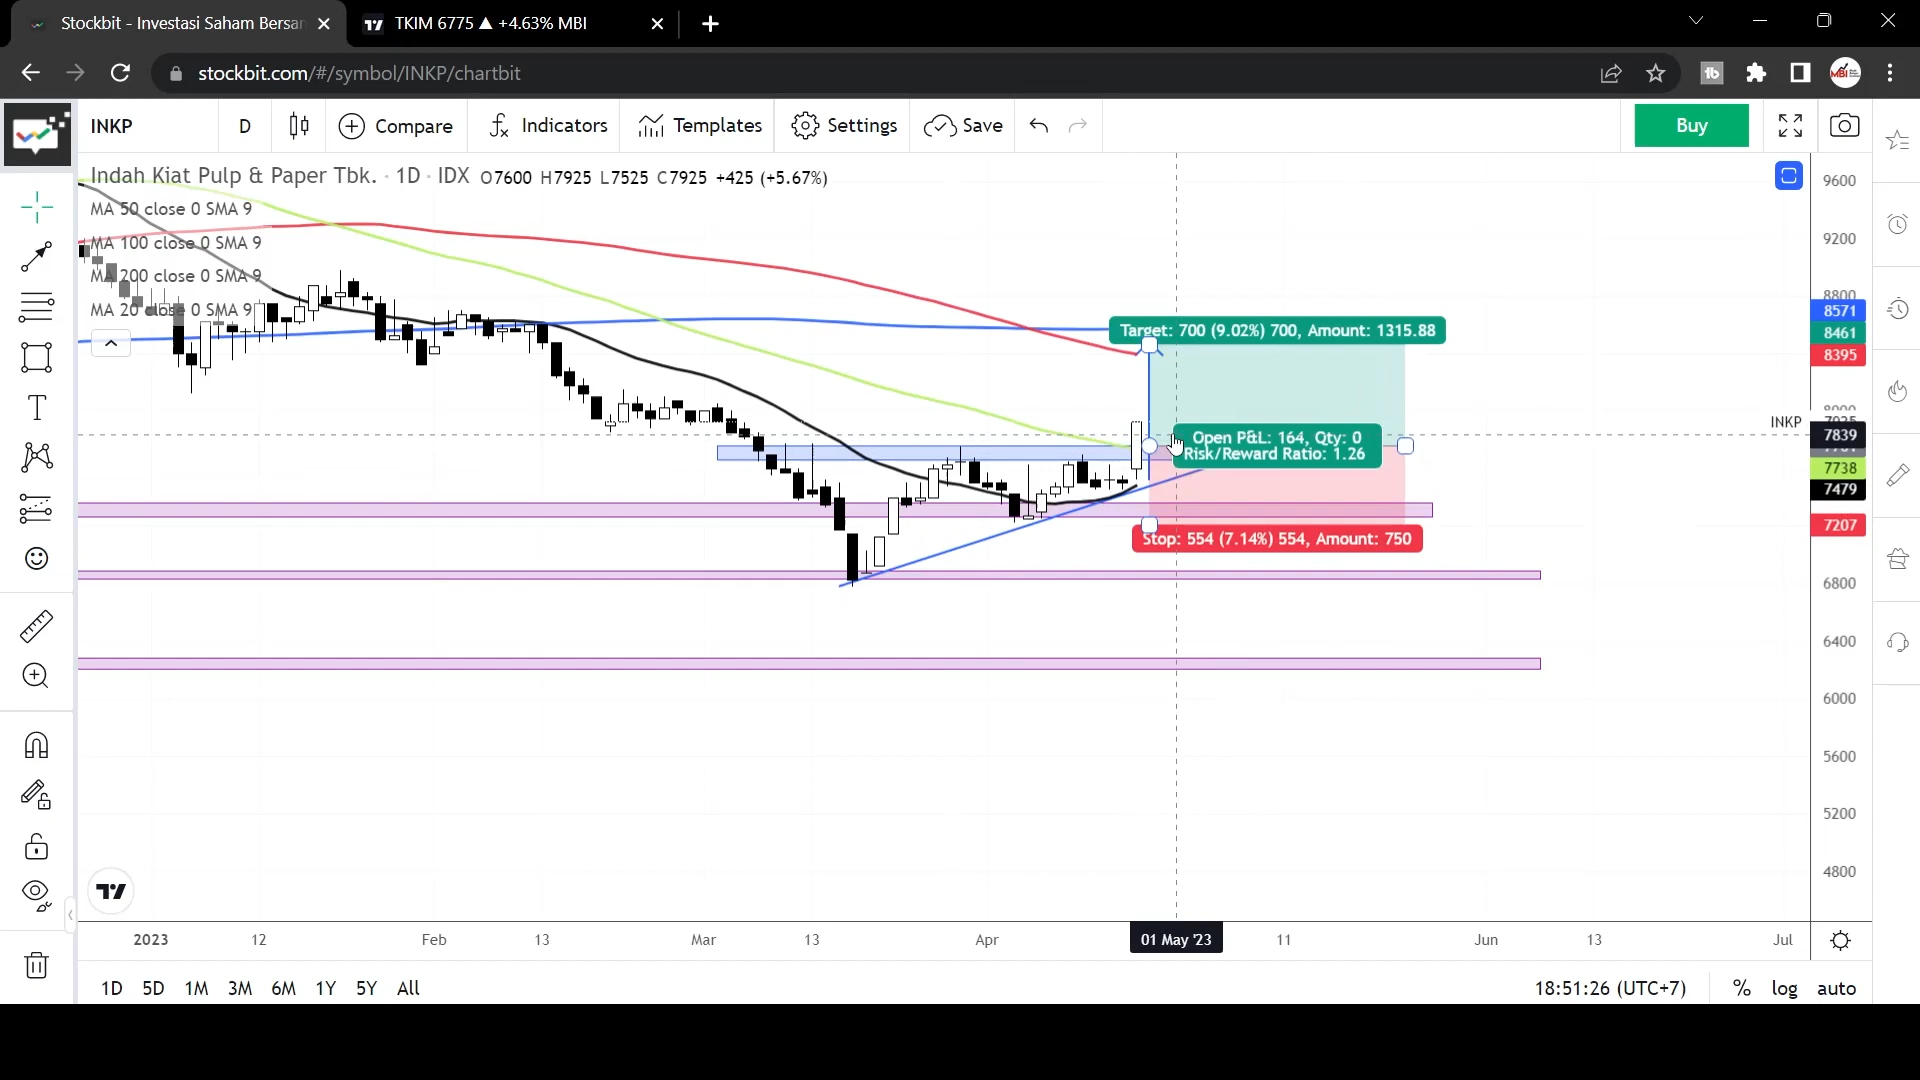 Stockbit - Investasi Saham Bersar
TKIM 6775 ▲ +4.63% MBI
stockbit.com/#/symbol/INKP/chartbit
INKP
D
Compare
Indicators
Templates
Settings
Save
Buy
Indah Kiat Pulp & Paper Tbk. · 1D · IDX O7600 H7925 L7525 C7925 +425 (+5.67%)
MA 50 close 0 SMA 9
MA 100 close 0 SMA 9
MA 200 close 0 SMA 9
MA 20 close 0 SMA 9
Target: 700 (9.02%) 700, Amount: 1315.88
Open P&L: 164, Qty: 0
Risk/Reward Ratio: 1.26
Stop: 554 (7.14%) 554, Amount: 750
9600
9200
8800
8571
8461
8395
INKP
7839
7738
7479
7207
6800
6400
6000
5600
5200
4800
2023
12
Feb
13
Mar
13
Apr
01 May '23
11
Jun
13
Jul
1D 5D 1M 3M 6M 1Y 5Y All
18:51:26 (UTC+7)
%
log
auto